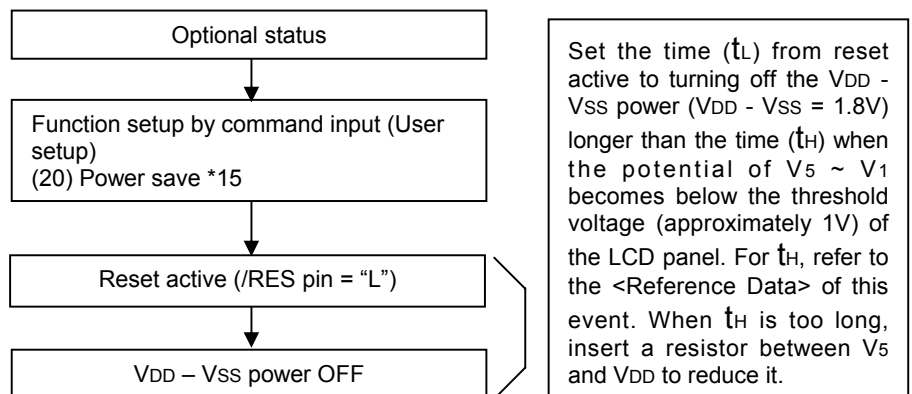 Optional status
Function setup by command input (User
setup)
(20) Power save *15
Reset active (/RES pin = “L”)
VDD – VSS power OFF
Set the time (tL) from reset
active to turning off the VDD -
VSS power (VDD - VSS = 1.8V)
longer than the time (tH) when
the potential of V5 ~ V1
becomes below the threshold
voltage (approximately 1V) of
the LCD panel. For tH, refer to
the <Reference Data> of this
event. When tH is too long,
insert a resistor between V5
and VDD to reduce it.